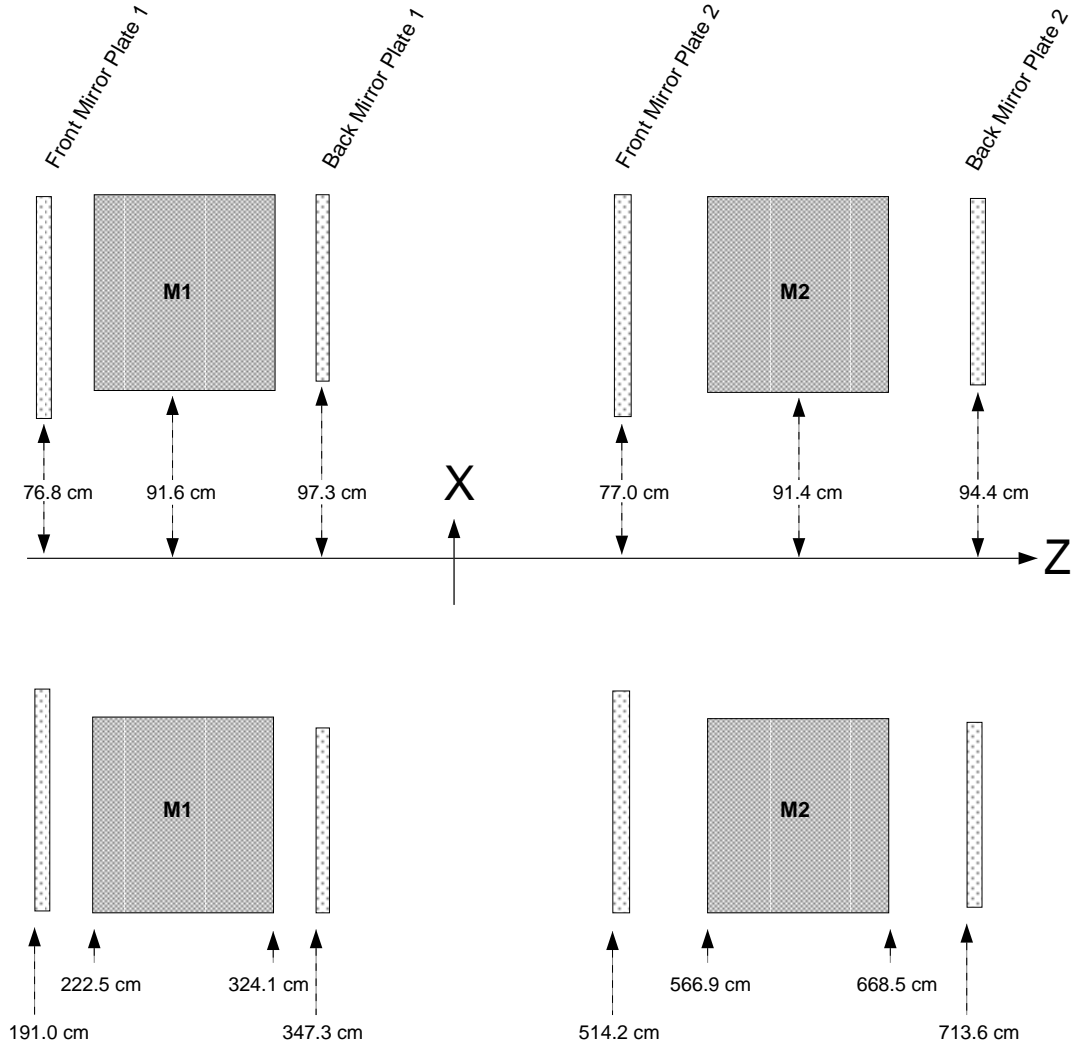 Front Mirror Plate 1
Back Mirror Plate 1
Front Mirror Plate 2
Back Mirror Plate 2
M1
M2
X
76.8 cm
91.6 cm
97.3 cm
77.0 cm
91.4 cm
94.4 cm
Z
M1
M2
222.5 cm
324.1 cm
566.9 cm
668.5 cm
191.0 cm
347.3 cm
514.2 cm
713.6 cm